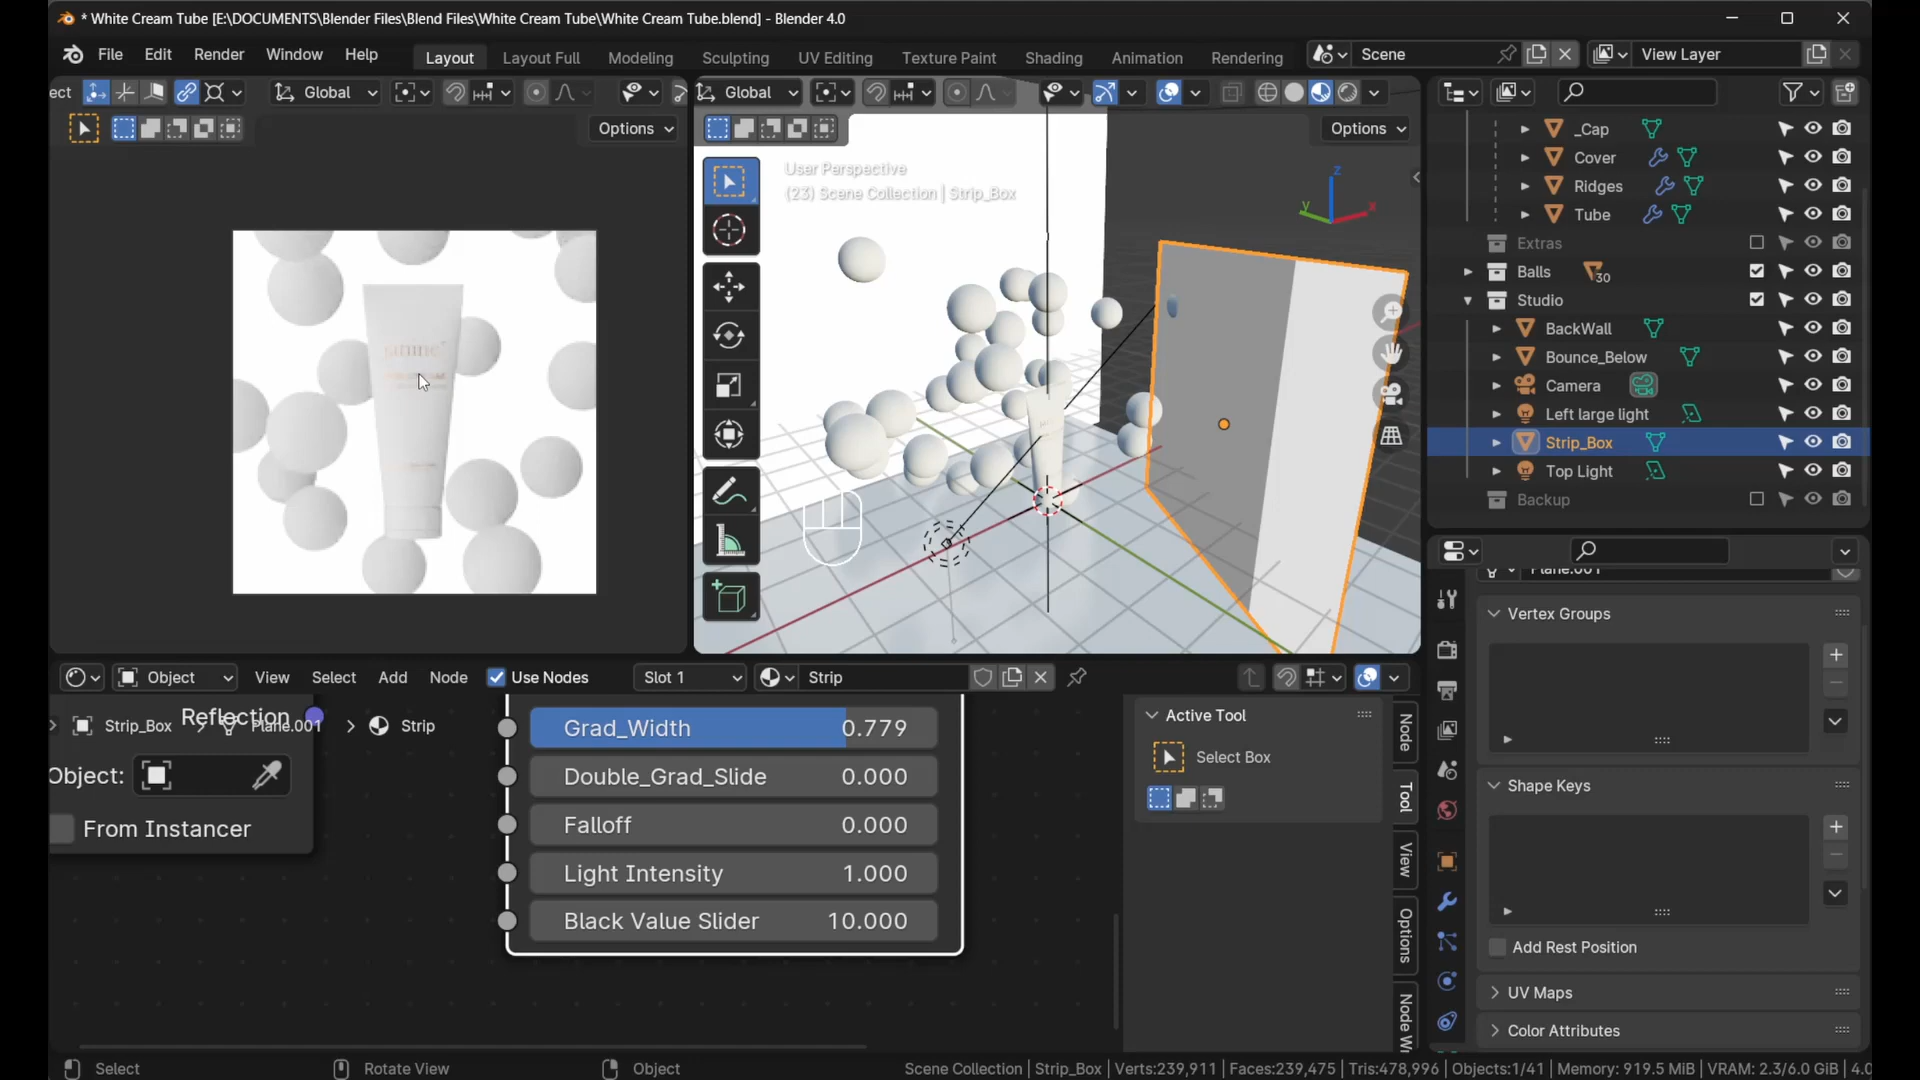 * White Cream Tube [E:\DOCUMENTS\Blender Files\Blend Files\White Cream Tube\White Cream Tube.blend] - Blender 4.0
File Edit Render Window Help
Layout Layout Full Modeling Sculpting UV Editing Texture Paint Shading Animation Rendering
Scene
View Layer
ect
Global
Global
Options
Options
User Perspective
(23) Scene Collection | Strip_Box
z
y
x
_Cap
Cover
Ridges
Tube
Extras
Balls
30
Studio
BackWall
Bounce_Below
Camera
Left large light
Strip_Box
Top Light
Backup
Plane.001
Vertex Groups
Shape Keys
Add Rest Position
UV Maps
Color Attributes
Object View Select Add Node Use Nodes Slot 1 Strip
Reflection
Strip_Box Plane.001 Strip
Object:
From Instancer
Grad_Width 0.779
Double_Grad_Slide 0.000
Falloff 0.000
Light Intensity 1.000
Black Value Slider 10.000
Active Tool
Select Box
Node
Tool
View
Options
Node W
Select
Rotate View
Object
Scene Collection | Strip_Box | Verts:239,911 | Faces:239,475 | Tris:478,996 | Objects:1/41 | Memory: 919.5 MiB | VRAM: 2.3/6.0 GiB | 4.0